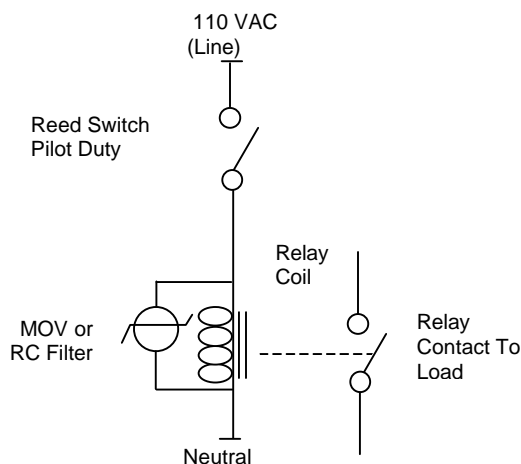 110 VAC
(Line)
Reed Switch
Pilot Duty
Relay
Coil
MOV or
RC Filter
Relay
Contact To
Load
Neutral